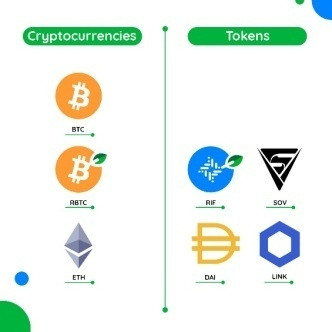 Cryptocurrencies
Tokens
BTC
RBTC
RIF
SOV
ETH
DAI
LINK